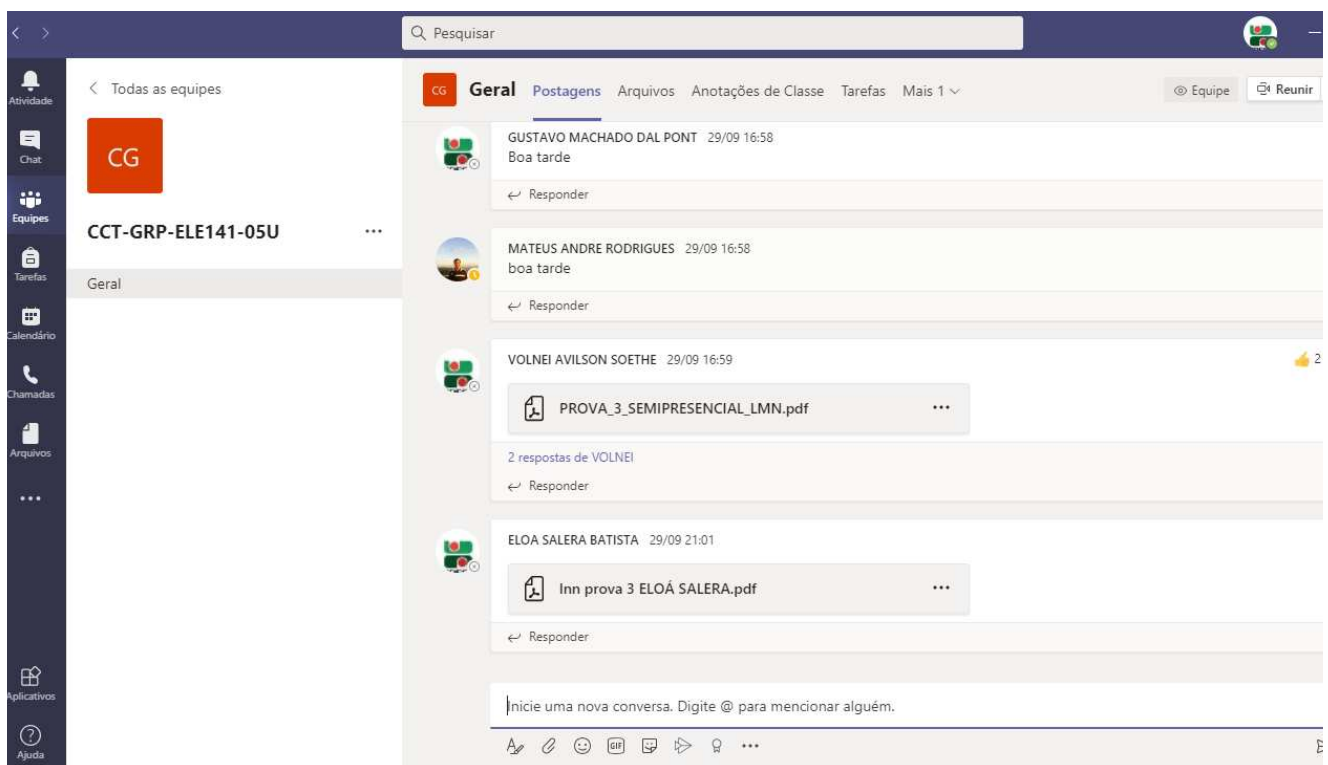 Pesquisar
Atividade
Chat
Equipes
Tarefas
Calendário
Chamadas
Arquivos
Aplicativos
Ajuda
Todas as equipes
CG
CCT-GRP-ELE141-05U
Geral
CG Geral Postagens Arquivos Anotações de Classe Tarefas Mais 1 Equipe Reunir
GUSTAVO MACHADO DAL PONT 29/09 16:58
Boa tarde
Responder
MATEUS ANDRE RODRIGUES 29/09 16:58
boa tarde
Responder
VOLNEI AVILSON SOETHE 29/09 16:59 2
PROVA_3_SEMIPRESENCIAL_LMN.pdf
2 respostas de VOLNEI
Responder
ELOA SALERA BATISTA 29/09 21:01
Inn prova 3 ELOÁ SALERA.pdf
Responder
Inicie uma nova conversa. Digite @ para mencionar alguém.
GIF